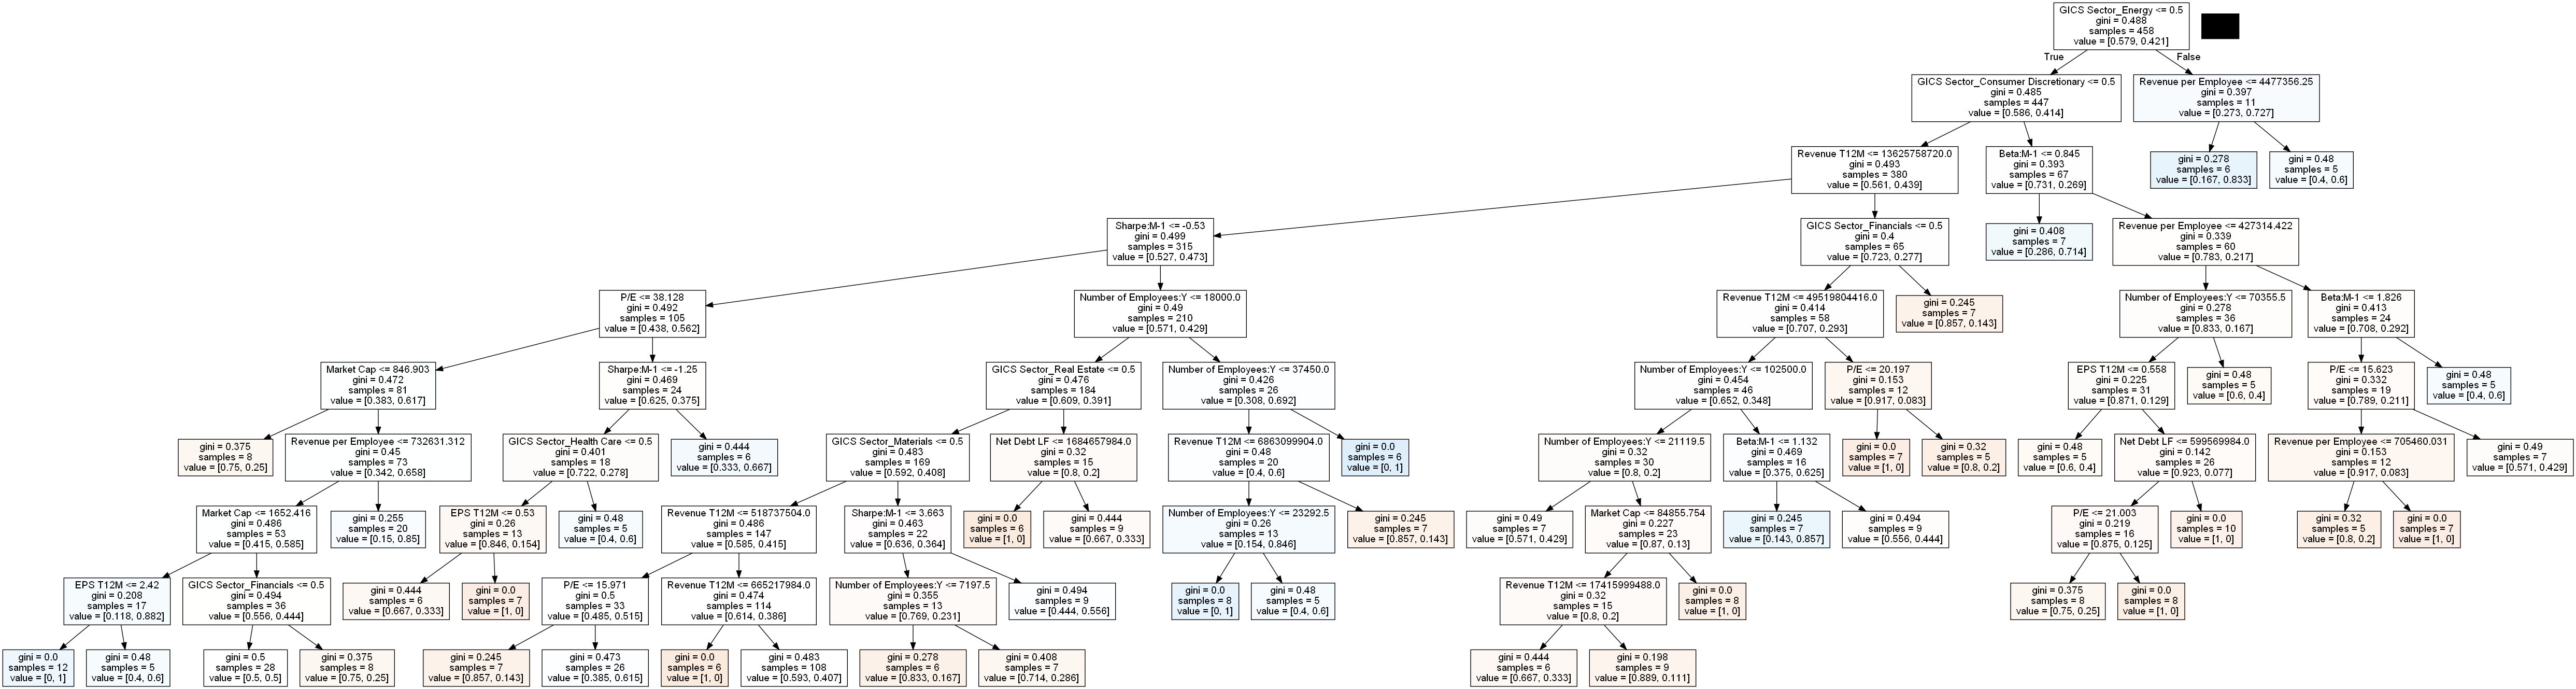 GICS Sector_Energy <= 0.5
gini = 0.488
samples = 458
value = [0.579, 0.421]
True
False
GICS Sector_Consumer Discretionary <= 0.5
gini = 0.485
samples = 447
value = [0.586, 0.414]
Revenue per Employee <= 4477356.25
gini = 0.397
samples = 11
value = [0.273, 0.727]
Revenue T12M <= 13625758720.0
gini = 0.493
samples = 380
value = [0.561, 0.439]
Beta:M-1 <= 0.845
gini = 0.393
samples = 67
value = [0.731, 0.269]
gini = 0.278
samples = 6
value = [0.167, 0.833]
gini = 0.48
samples = 5
value = [0.4, 0.6]
Sharpe:M-1 <= -0.53
gini = 0.499
samples = 315
value = [0.527, 0.473]
GICS Sector_Financials <= 0.5
gini = 0.4
samples = 65
value = [0.723, 0.277]
gini = 0.408
samples = 7
value = [0.286, 0.714]
Revenue per Employee <= 427314.422
gini = 0.339
samples = 60
value = [0.783, 0.217]
P/E <= 38.128
gini = 0.492
samples = 105
value = [0.438, 0.562]
Number of Employees:Y <= 18000.0
gini = 0.49
samples = 210
value = [0.571, 0.429]
Revenue T12M <= 49519804416.0
gini = 0.414
samples = 58
value = [0.707, 0.293]
gini = 0.245
samples = 7
value = [0.857, 0.143]
Number of Employees:Y <= 70355.5
gini = 0.278
samples = 36
value = [0.833, 0.167]
Beta:M-1 <= 1.826
gini = 0.413
samples = 24
value = [0.708, 0.292]
Market Cap <= 846.903
gini = 0.472
samples = 81
value = [0.383, 0.617]
Sharpe:M-1 <= -1.25
gini = 0.469
samples = 24
value = [0.625, 0.375]
GICS Sector_Real Estate <= 0.5
gini = 0.476
samples = 184
value = [0.609, 0.391]
Number of Employees:Y <= 37450.0
gini = 0.426
samples = 26
value = [0.308, 0.692]
Number of Employees:Y <= 102500.0
gini = 0.454
samples = 46
value = [0.652, 0.348]
P/E <= 20.197
gini = 0.153
samples = 12
value = [0.917, 0.083]
EPS T12M <= 0.558
gini = 0.225
samples = 31
value = [0.871, 0.129]
gini = 0.48
samples = 5
value = [0.6, 0.4]
P/E <= 15.623
gini = 0.332
samples = 19
value = [0.789, 0.211]
gini = 0.48
samples = 5
value = [0.4, 0.6]
gini = 0.375
samples = 8
value = [0.75, 0.25]
Revenue per Employee <= 732631.312
gini = 0.45
samples = 73
value = [0.342, 0.658]
GICS Sector_Health Care <= 0.5
gini = 0.401
samples = 18
value = [0.722, 0.278]
gini = 0.444
samples = 6
value = [0.333, 0.667]
GICS Sector_Materials <= 0.5
gini = 0.483
samples = 169
value = [0.592, 0.408]
Net Debt LF <= 1684657984.0
gini = 0.32
samples = 15
value = [0.8, 0.2]
Revenue T12M <= 6863099904.0
gini = 0.48
samples = 20
value = [0.4, 0.6]
gini = 0.0
samples = 6
value = [0, 1]
Number of Employees:Y <= 21119.5
gini = 0.32
samples = 30
value = [0.8, 0.2]
Beta:M-1 <= 1.132
gini = 0.469
samples = 16
value = [0.375, 0.625]
gini = 0.0
samples = 7
value = [1, 0]
gini = 0.32
samples = 5
value = [0.8, 0.2]
gini = 0.48
samples = 5
value = [0.6, 0.4]
Net Debt LF <= 599569984.0
gini = 0.142
samples = 26
value = [0.923, 0.077]
Revenue per Employee <= 705460.031
gini = 0.153
samples = 12
value = [0.917, 0.083]
gini = 0.49
samples = 7
value = [0.571, 0.429]
Market Cap <= 1652.416
gini = 0.486
samples = 53
value = [0.415, 0.585]
gini = 0.255
samples = 20
value = [0.15, 0.85]
EPS T12M <= 0.53
gini = 0.26
samples = 13
value = [0.846, 0.154]
gini = 0.48
samples = 5
value = [0.4, 0.6]
Revenue T12M <= 518737504.0
gini = 0.486
samples = 147
value = [0.585, 0.415]
Sharpe:M-1 <= 3.663
gini = 0.463
samples = 22
value = [0.636, 0.364]
gini = 0.0
samples = 6
value = [1, 0]
gini = 0.444
samples = 9
value = [0.667, 0.333]
Number of Employees:Y <= 23292.5
gini = 0.26
samples = 13
value = [0.154, 0.846]
gini = 0.245
samples = 7
value = [0.857, 0.143]
gini = 0.49
samples = 7
value = [0.571, 0.429]
Market Cap <= 84855.754
gini = 0.227
samples = 23
value = [0.87, 0.13]
gini = 0.245
samples = 7
value = [0.143, 0.857]
gini = 0.494
samples = 9
value = [0.556, 0.444]
P/E <= 21.003
gini = 0.219
samples = 16
value = [0.875, 0.125]
gini = 0.0
samples = 10
value = [1, 0]
gini = 0.32
samples = 5
value = [0.8, 0.2]
gini = 0.0
samples = 7
value = [1, 0]
EPS T12M <= 2.42
gini = 0.208
samples = 17
value = [0.118, 0.882]
GICS Sector_Financials <= 0.5
gini = 0.494
samples = 36
value = [0.556, 0.444]
gini = 0.444
samples = 6
value = [0.667, 0.333]
gini = 0.0
samples = 7
value = [1, 0]
P/E <= 15.971
gini = 0.5
samples = 33
value = [0.485, 0.515]
Revenue T12M <= 665217984.0
gini = 0.474
samples = 114
value = [0.614, 0.386]
Number of Employees:Y <= 7197.5
gini = 0.355
samples = 13
value = [0.769, 0.231]
gini = 0.494
samples = 9
value = [0.444, 0.556]
gini = 0.0
samples = 8
value = [0, 1]
gini = 0.48
samples = 5
value = [0.4, 0.6]
Revenue T12M <= 17415999488.0
gini = 0.32
samples = 15
value = [0.8, 0.2]
gini = 0.0
samples = 8
value = [1, 0]
gini = 0.375
samples = 8
value = [0.75, 0.25]
gini = 0.0
samples = 8
value = [1, 0]
gini = 0.0
samples = 12
value = [0, 1]
gini = 0.48
samples = 5
value = [0.4, 0.6]
gini = 0.5
samples = 28
value = [0.5, 0.5]
gini = 0.375
samples = 8
value = [0.75, 0.25]
gini = 0.245
samples = 7
value = [0.857, 0.143]
gini = 0.473
samples = 26
value = [0.385, 0.615]
gini = 0.0
samples = 6
value = [1, 0]
gini = 0.483
samples = 108
value = [0.593, 0.407]
gini = 0.278
samples = 6
value = [0.833, 0.167]
gini = 0.408
samples = 7
value = [0.714, 0.286]
gini = 0.444
samples = 6
value = [0.667, 0.333]
gini = 0.198
samples = 9
value = [0.889, 0.111]